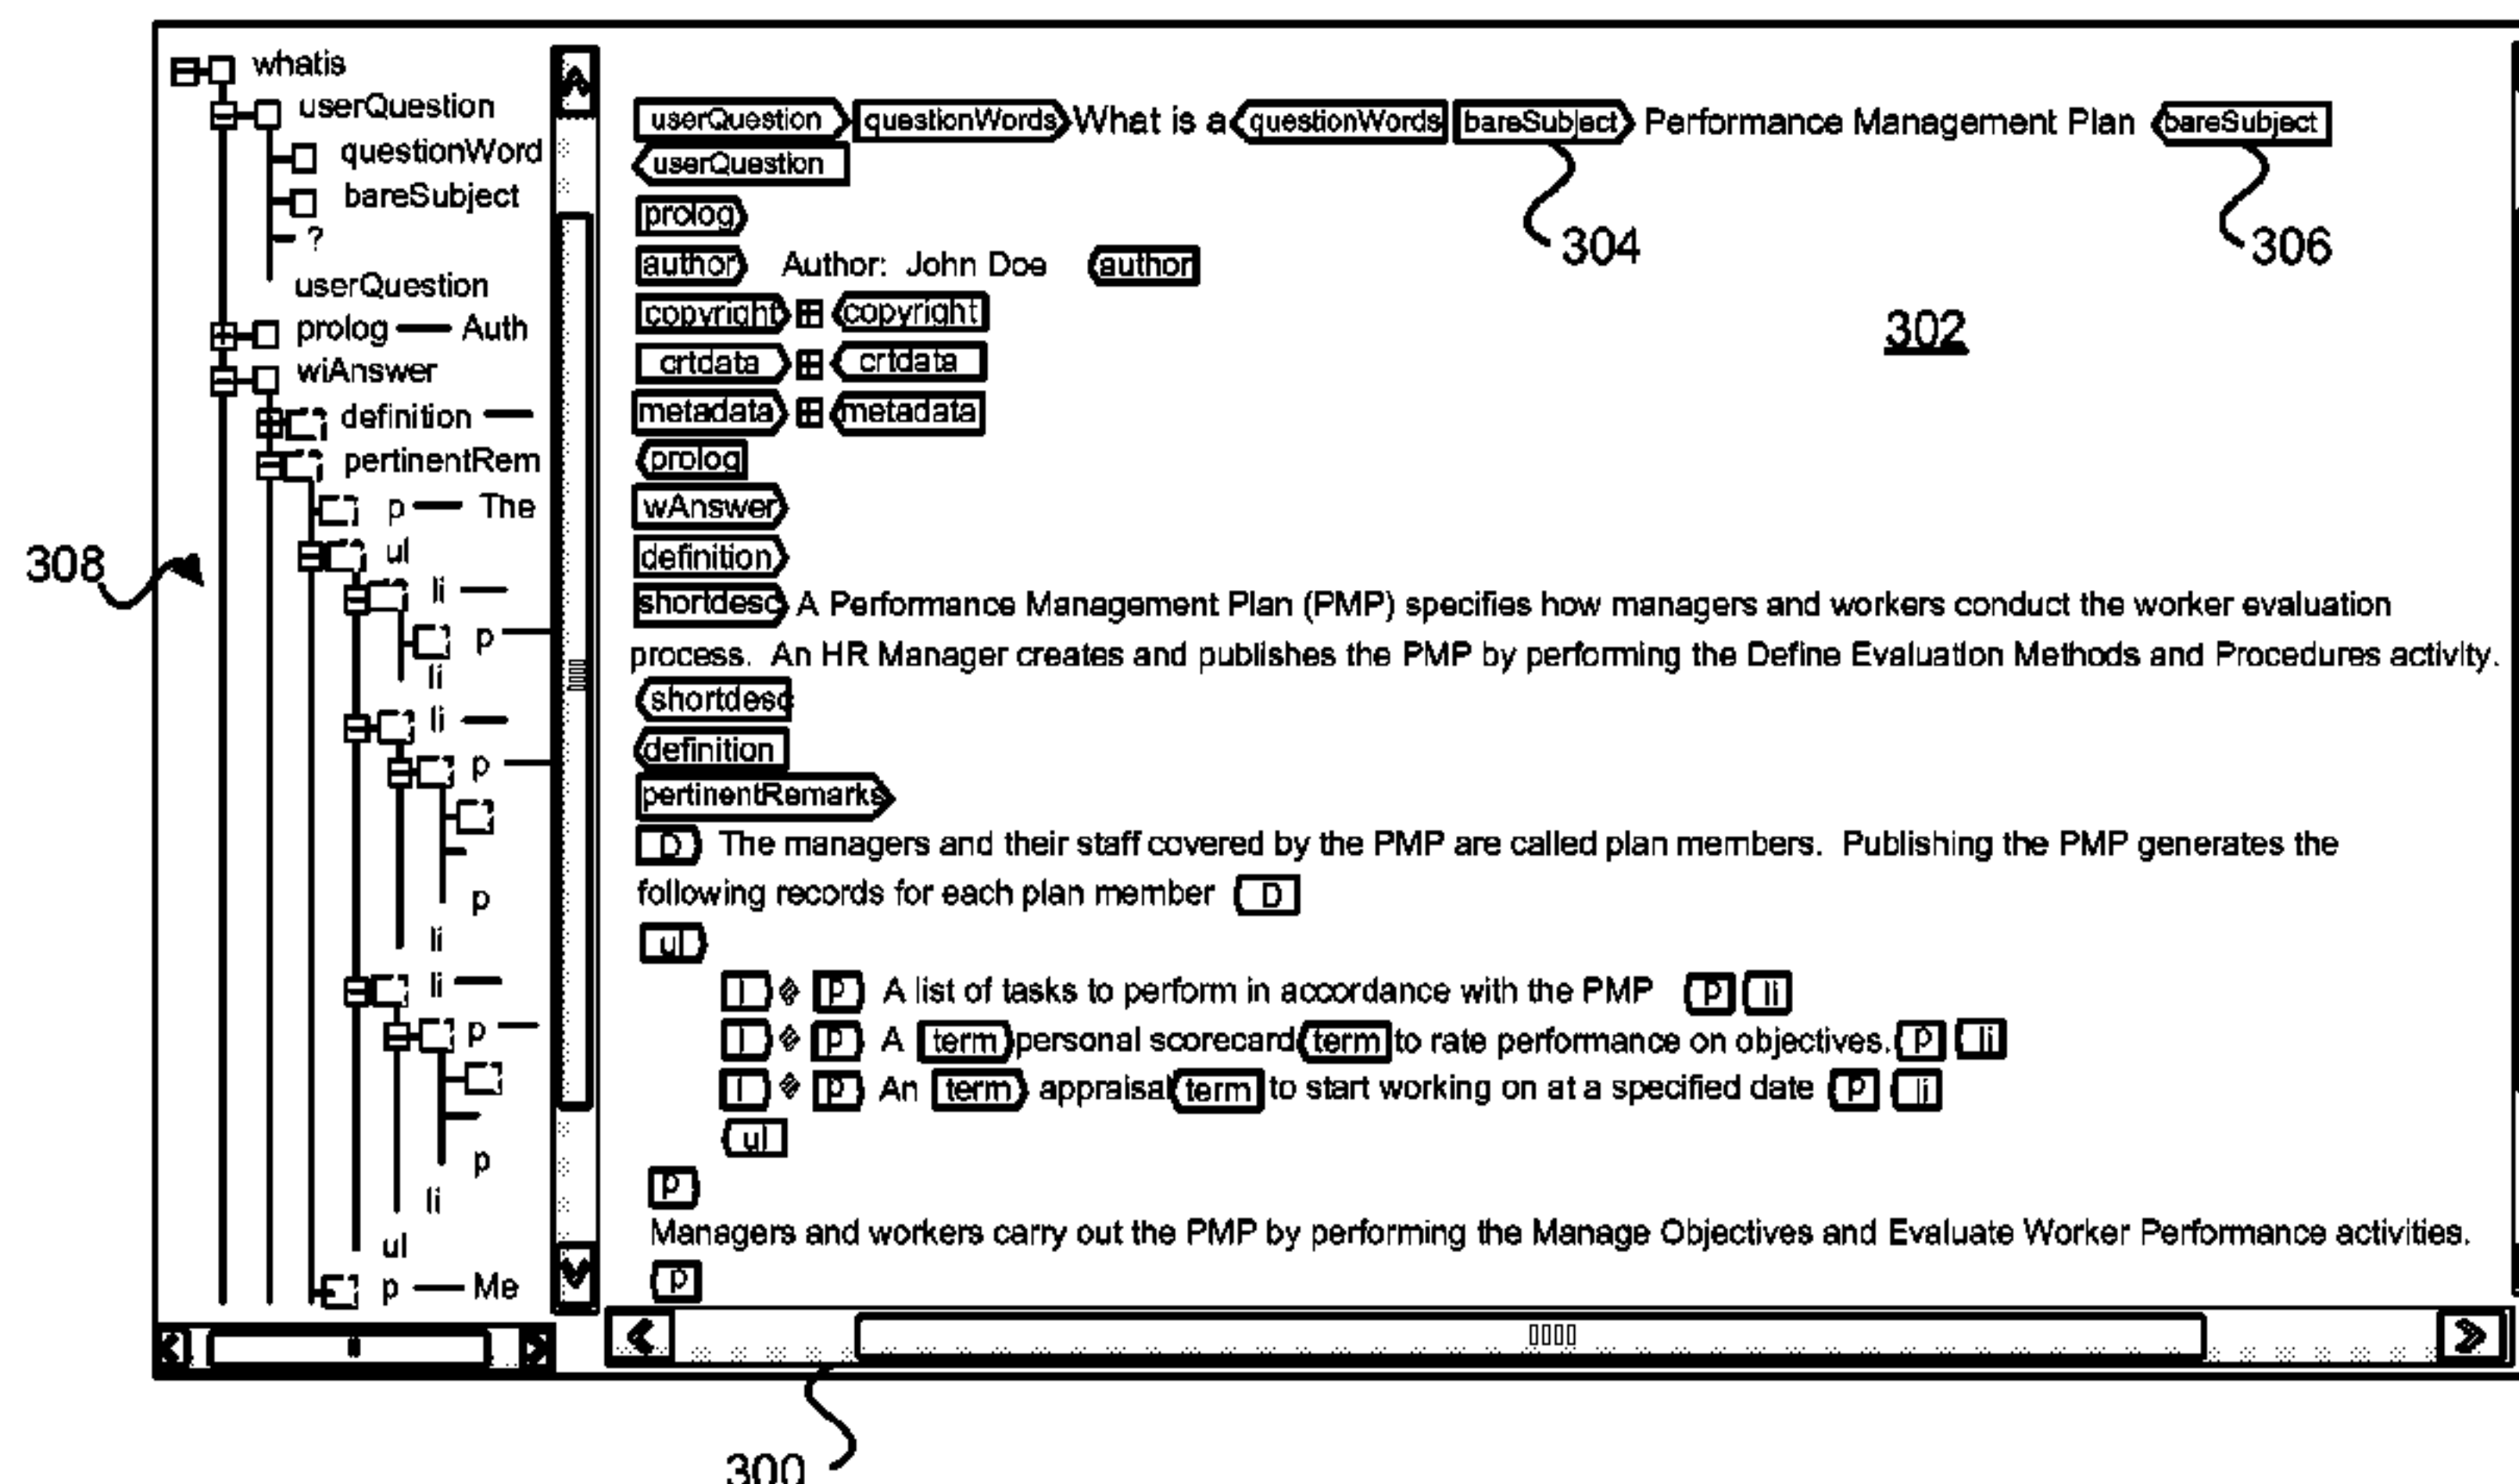 whatis
userQuestion
questionWord
bareSubject
?
userQuestion
prolog — Auth
wiAnswer
definition —
pertinentRem
p — The
ul
li —
p —
li
li —
p —
p
li
li —
p —
p
li
ul
p — Me
308
userQuestion questionWords What is a questionWords bareSubject Performance Management Plan bareSubject
userQuestion
304
306
prolog
author Author: John Doe author
302
copyright copyright
crtdata crtdata
metadata metadata
prolog
wAnswer
definition
shortdesc A Performance Management Plan (PMP) specifies how managers and workers conduct the worker evaluation
process. An HR Manager creates and publishes the PMP by performing the Define Evaluation Methods and Procedures activity.
shortdesc
definition
pertinentRemarks
D The managers and their staff covered by the PMP are called plan members. Publishing the PMP generates the
following records for each plan member D
ul
p A list of tasks to perform in accordance with the PMP p li
p A term personal scorecard term to rate performance on objectives. p li
p An term appraisal term to start working on at a specified date p li
ul
p
Managers and workers carry out the PMP by performing the Manage Objectives and Evaluate Worker Performance activities.
p
300